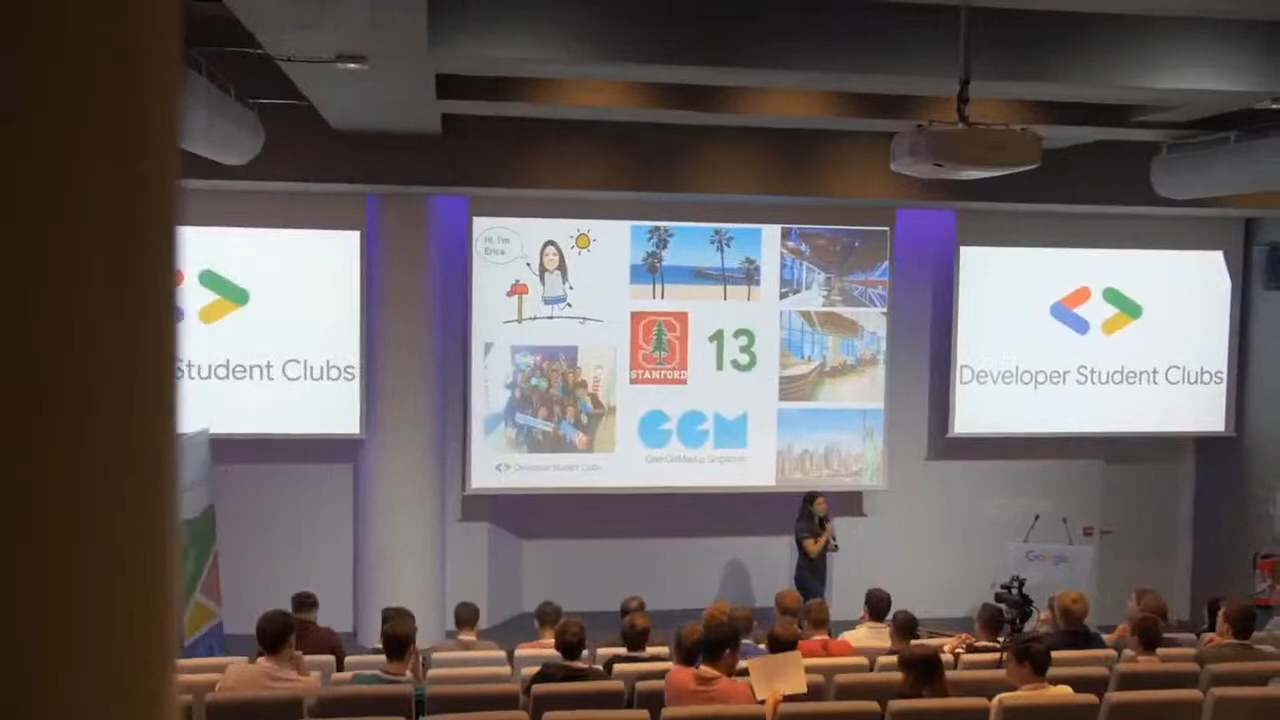 Student Clubs
Hi, I'm
Erica
STANFORD
13
GGM
Developer Student Clubs
Developer Student Clubs
Google